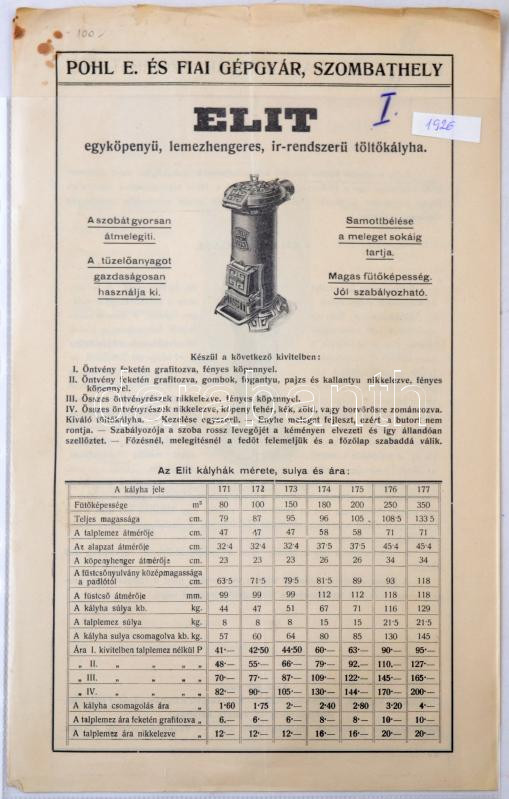 100.
POHL E. ÉS FIAI GÉPGYÁR, SZOMBATHELY
ELIT
I.
1926
egyköpenyü, lemezhengeres, ir-rendszerü töltőkályha.
A szobát gyorsan
átmelegiti.
A tüzelőanyagot
gazdaságosan
használja ki.
Samottbélése
a meleget sokáig
tartja.
Magas fütőképesség.
Jól szabályozható.
Készül a következő kivitelben:
I. Öntvény feketén grafitozva, fényes köpennyel.
II. Öntvény feketén grafitozva, gombok, fogantyu, pajzs és kallantyu nikkelezve, fényes
köpennyel.
III. Összes öntvényrészek nikkelezve, fényes köpennyel.
IV. Összes öntvényrészek nikkelezve, köpeny fehér, kék, zöld, vagy borvörösre zománcozva.
Kiváló töltőkályha. — Kezelése egyszerü. — Enyhe meleget fejleszt, ezért a butort nem
rontja. — Szabályozója a szoba rossz levegőjét a kéményen elvezeti és igy állandóan
szellőztet. — Főzésnél, melegitésnél a fedőt felemeljük és a főzőlap szabaddá válik.
Az Elit kályhák mérete, sulya és ára:
A kályha jele 171 172 173 174 175 176 177
Fütőképessége m³ 80 100 150 180 200 250 350
Teljes magassága cm. 79 87 95 96 105 108·5 133·5
A talplemez átmérője cm. 47 47 47 58 58 71 71
Az alapzat átmérője cm. 32·4 32·4 32·4 37·5 37·5 45·4 45·4
A köpenyhenger átmérője cm. 23 23 23 26 26 34 34
A füstcsőnyulvány középmagassága
a padlótól cm. 63·5 71·5 79·5 81·5 89 93 118
A füstcső átmérője mm. 99 99 99 112 112 118 118
A kályha súlya kb. kg. 44 47 51 67 71 116 129
A talplemez súlya kg. 8 8 8 15 15 21·5 21·5
A kályha sulya csomagolva kb. kg. 57 60 64 80 85 130 145
Ára I. kivitelben talplemez nélkül P 41·— 42·50 44·50 60·— 63·— 90·— 95·—
„ II. „ „ „ „ 48·— 55·— 66·— 79·— 92.— 110.— 127·—
„ III. „ „ „ „ 70·— 77·— 87·— 109·— 122·— 145·— 165·—
„ IV. „ „ „ „ 82·— 90·— 105·— 130·— 144·— 170·— 200·—
A kályha csomagolás ára „ 1·60 1·75 2·— 2·40 2·80 3·20 4·—
A talplemez ára feketén grafitozva „ 6.— 6·— 6·— 8·— 8·— 10·— 10·—
A talplemez ára nikkelezve „ 12·— 12·— 12·— 16·— 16·— 20·— 20·—